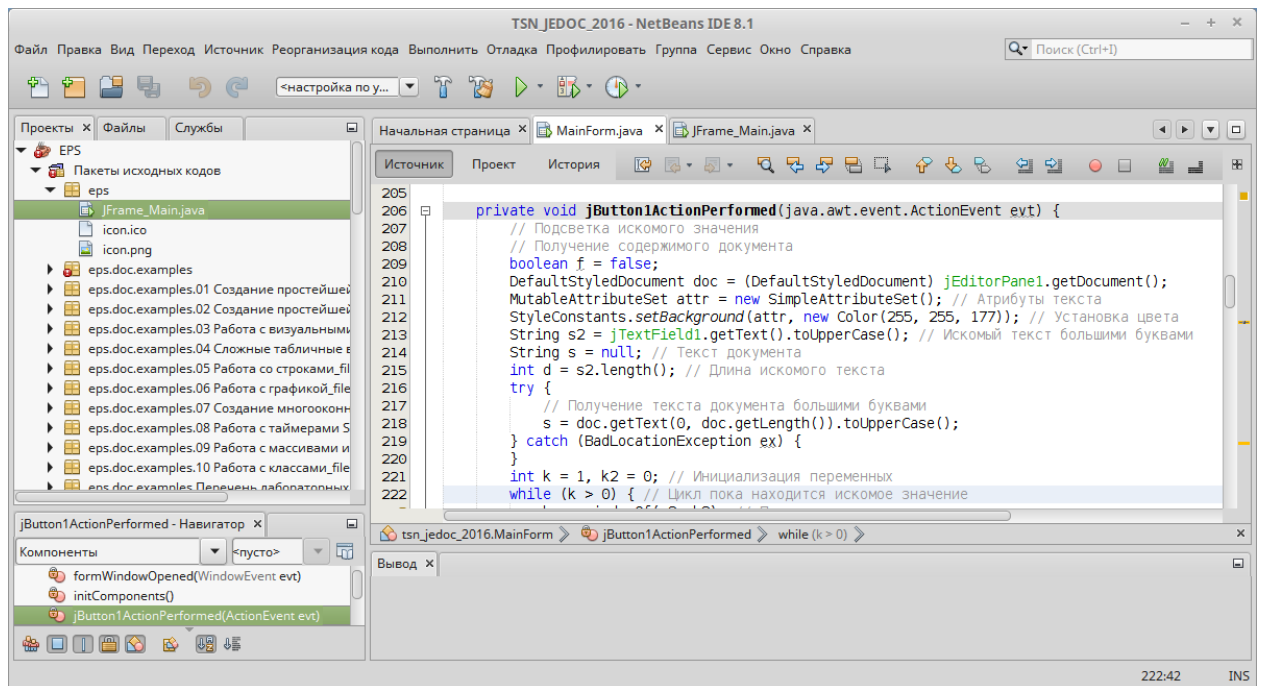 TSN_JEDOC_2016 - NetBeans IDE 8.1
Файл Правка Вид Переход Источник Реорганизация кода Выполнить Отладка Профилировать Группа Сервис Окно Справка
Поиск (Ctrl+I)
<настройка по у...
Проекты Файлы Службы
EPS
Пакеты исходных кодов
eps
JFrame_Main.java
icon.ico
icon.png
eps.doc.examples
eps.doc.examples.01 Создание простейшей
eps.doc.examples.02 Создание простейшей
eps.doc.examples.03 Работа с визуальными
eps.doc.examples.04 Сложные табличные
eps.doc.examples.05 Работа со строками_fil
eps.doc.examples.06 Работа с графикой_file
eps.doc.examples.07 Создание многооконн
eps.doc.examples.08 Работа с таймерами S
eps.doc.examples.09 Работа с массивами и
eps.doc.examples.10 Работа с классами_file
eps.doc.examples Перечень лабораторных
jButton1ActionPerformed - Навигатор
Компоненты <пусто>
formWindowOpened(WindowEvent evt)
initComponents()
jButton1ActionPerformed(ActionEvent evt)
Начальная страница MainForm.java JFrame_Main.java
Источник Проект История
205
206 private void jButton1ActionPerformed(java.awt.event.ActionEvent evt) {
207 // Подсветка искомого значения
208 // Получение содержимого документа
209 boolean f = false;
210 DefaultStyledDocument doc = (DefaultStyledDocument) jEditorPane1.getDocument();
211 MutableAttributeSet attr = new SimpleAttributeSet(); // Атрибуты текста
212 StyleConstants.setBackground(attr, new Color(255, 255, 177)); // Установка цвета
213 String s2 = jTextField1.getText().toUpperCase(); // Искомый текст большими буквами
214 String s = null; // Текст документа
215 int d = s2.length(); // Длина искомого текста
216 try {
217 // Получение текста документа большими буквами
218 s = doc.getText(0, doc.getLength()).toUpperCase();
219 } catch (BadLocationException ex) {
220 }
221 int k = 1, k2 = 0; // Инициализация переменных
222 while (k > 0) { // Цикл пока находится искомое значение
tsn_jedoc_2016.MainForm jButton1ActionPerformed while (k > 0)
Вывод
222:42 INS